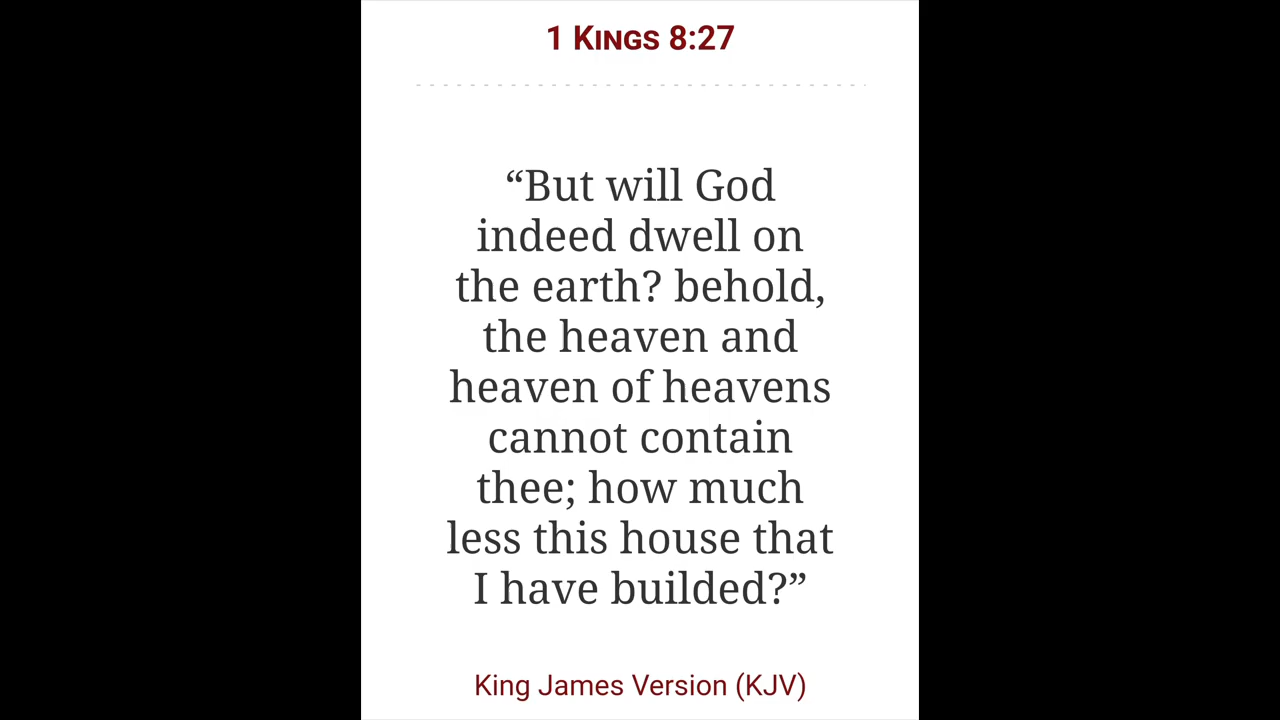 1 Kings 8:27
“But will God
indeed dwell on
the earth? behold,
the heaven and
heaven of heavens
cannot contain
thee; how much
less this house that
I have builded?”
King James Version (KJV)